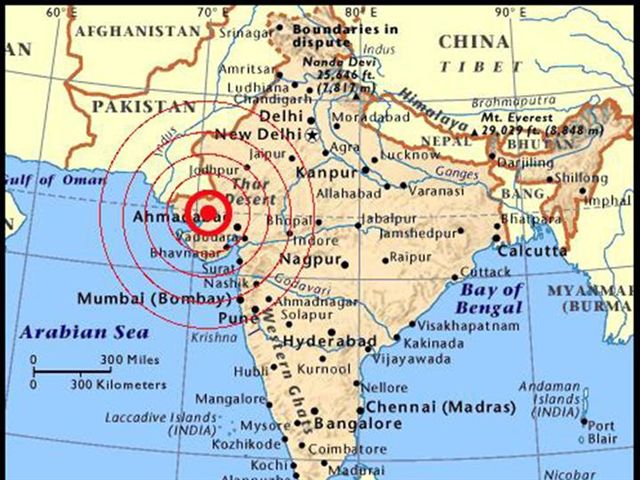 60°E
70°E
80°E
90°E
AFGHANISTAN
Srinagar
Boundaries in
dispute
Indus
CHINA
TIBET
AN
Nanda Devi
25,646 ft.
(7,817 m)
Amritsar
Ludhiana
Chandigarh
PAKISTAN
Himalaya
Brahmaputra
Mt. Everest
29,029 ft. (8,848 m)
Delhi
Moradabad
New Delhi
Indus
NEPAL
BHUTAN
Jaipur
Agra
Lucknow
Darjiling
Jodhpur
Kanpur
Ganges
Gulf of Oman
Thar
Desert
Allahabad
Varanasi
BANG.
Shillong
Imphal
Ahmadabad
Bhopal
Jabalpur
Bhatpara
Vadodara
Indore
Jamshedpur
Bhavnagar
Calcutta
Surat
Nagpur
Raipur
Nashik
Godavari
Cuttack
Mumbai (Bombay)
Ahmadnagar
Bay of
Bengal
MYANMAR
(BURMA
Pune
Solapur
Arabian Sea
Krishna
Hyderabad
Visakhapatnam
Kakinada
Vijayawada
0 300 Miles
0 300 Kilometers
Hubli
Kurnool
Western Ghats
Nellore
Mangalore
Chennai (Madras)
Andaman
Islands
(INDIA)
Laccadive Islands
(INDIA)
Mysore
Bangalore
Port
Blair
Kozhikode
Coimbatore
Kochi
Madurai
Nicobar